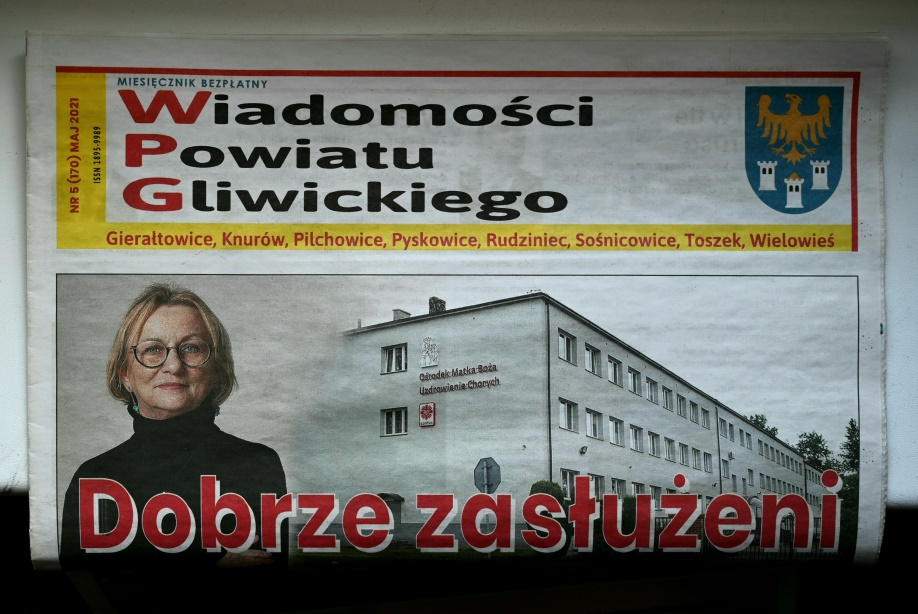 MIESIĘCZNIK BEZPŁATNY
NR 5 (170) MAJ 2021
ISSN 1895-9989
Wiadomości
Powiatu
Gliwickiego
Gierałtowice, Knurów, Pilchowice, Pyskowice, Rudziniec, Sośnicowice, Toszek, Wielowieś
Ośrodek Matka Boża
Uzdrowienie Chorych
Dobrze zasłużeni